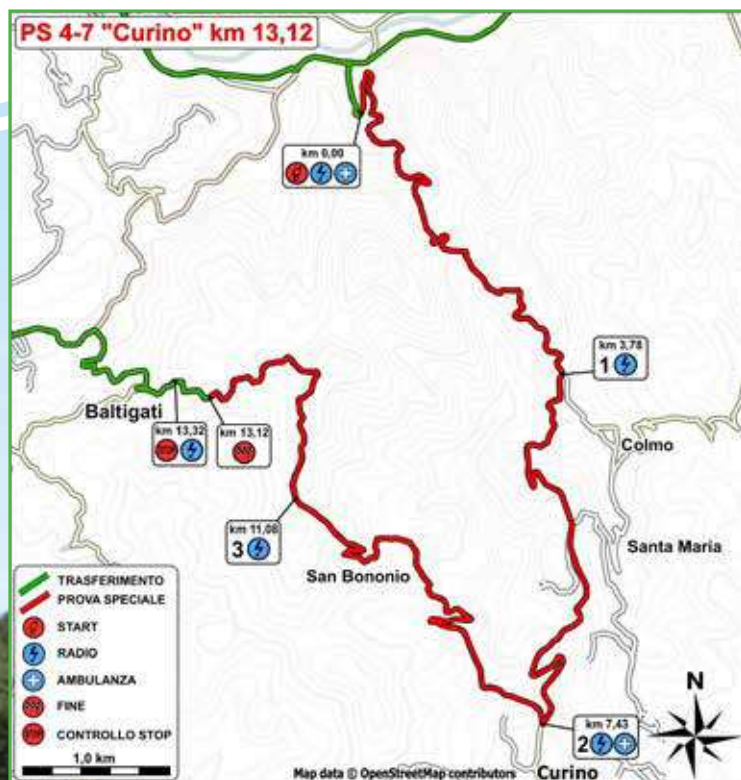 PS 4-7 "Curino" km 13,12
km 0,00
km 3,78
1
Colmo
Baltigati
km 13,32
STOP
km 13,12
Santa Maria
km 11,08
3
San Bononio
TRASFERIMENTO
PROVA SPECIALE
START
RADIO
AMBULANZA
FINE
STOP
CONTROLLO STOP
1,0 km
N
km 7,43
2
Curino
Map data © OpenStreetMap contributors